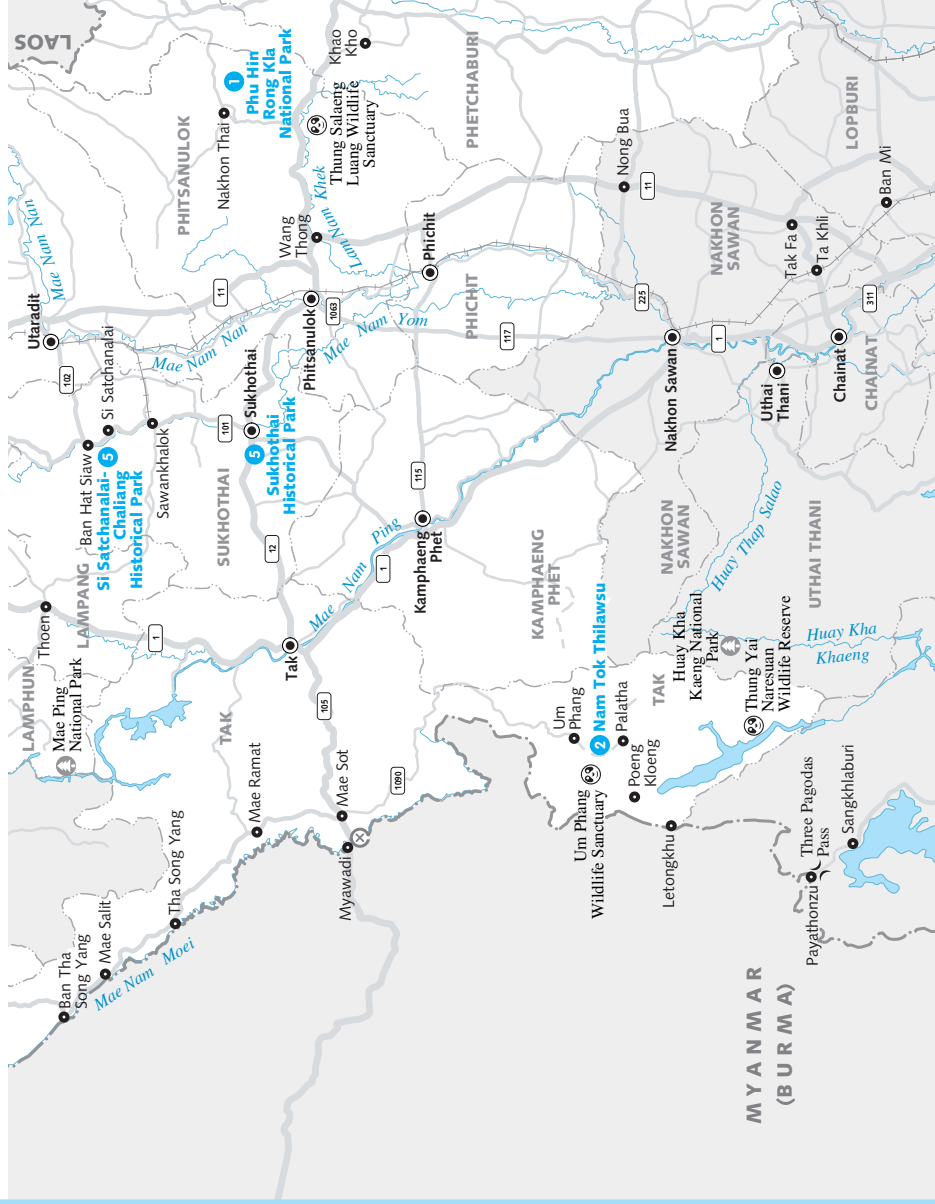 LAOS
LAMPHUN
Mae Ping
National Park
Thoen
LAMPANG
Ban Hat Siaw
Si Satchanalai-
Chaliang
Historical Park
5
Si Satchanalai
Sawankhalok
102
Utaradit
Mae Nam Nan
Mae Nam Nan
11
PHITSANULOK
Nakhon Thai
1
Phu Hin
Rong Kla
National Park
Khao
Kho
Thung Salaeng
Luang Wildlife
Sanctuary
Wang
Thong
Lam Nam Khek
Phitsanulok
1063
Mae Nam Yom
Phichit
PHICHIT
PHETCHABURI
SUKHOTHAI
101
Sukhothai
5
Sukhothai
Historical Park
12
1
Ban Tha
Song Yang
Mae Salit
Mae Nam Moei
Tha Song Yang
TAK
Mae Ramat
Tak
105
Mae Sot
Myawadi
1090
Mae Nam Ping
1
115
Kamphaeng
Phet
117
KAMPHAENG
PHET
Um
Phang
Um Phang
Wildlife Sanctuary
2
Nam Tok Thilawsu
Palatha
Poeng
Kloeng
Letongkhu
TAK
NAKHON
SAWAN
Nakhon Sawan
225
Nong Bua
11
NAKHON
SAWAN
1
Tak Fa
Ta Khli
LOPBURI
Ban Mi
311
Uthai
Thani
Chainat
CHAINAT
Huay Thap Salao
UTHAI THANI
Huay Kha
Kaeng National
Park
Huay Kha
Khaeng
Thung Yai
Naresuan
Wildlife Reserve
Three Pagodas
Pass
Payathonzu
Sangkhlaburi
MYANMAR
(BURMA)